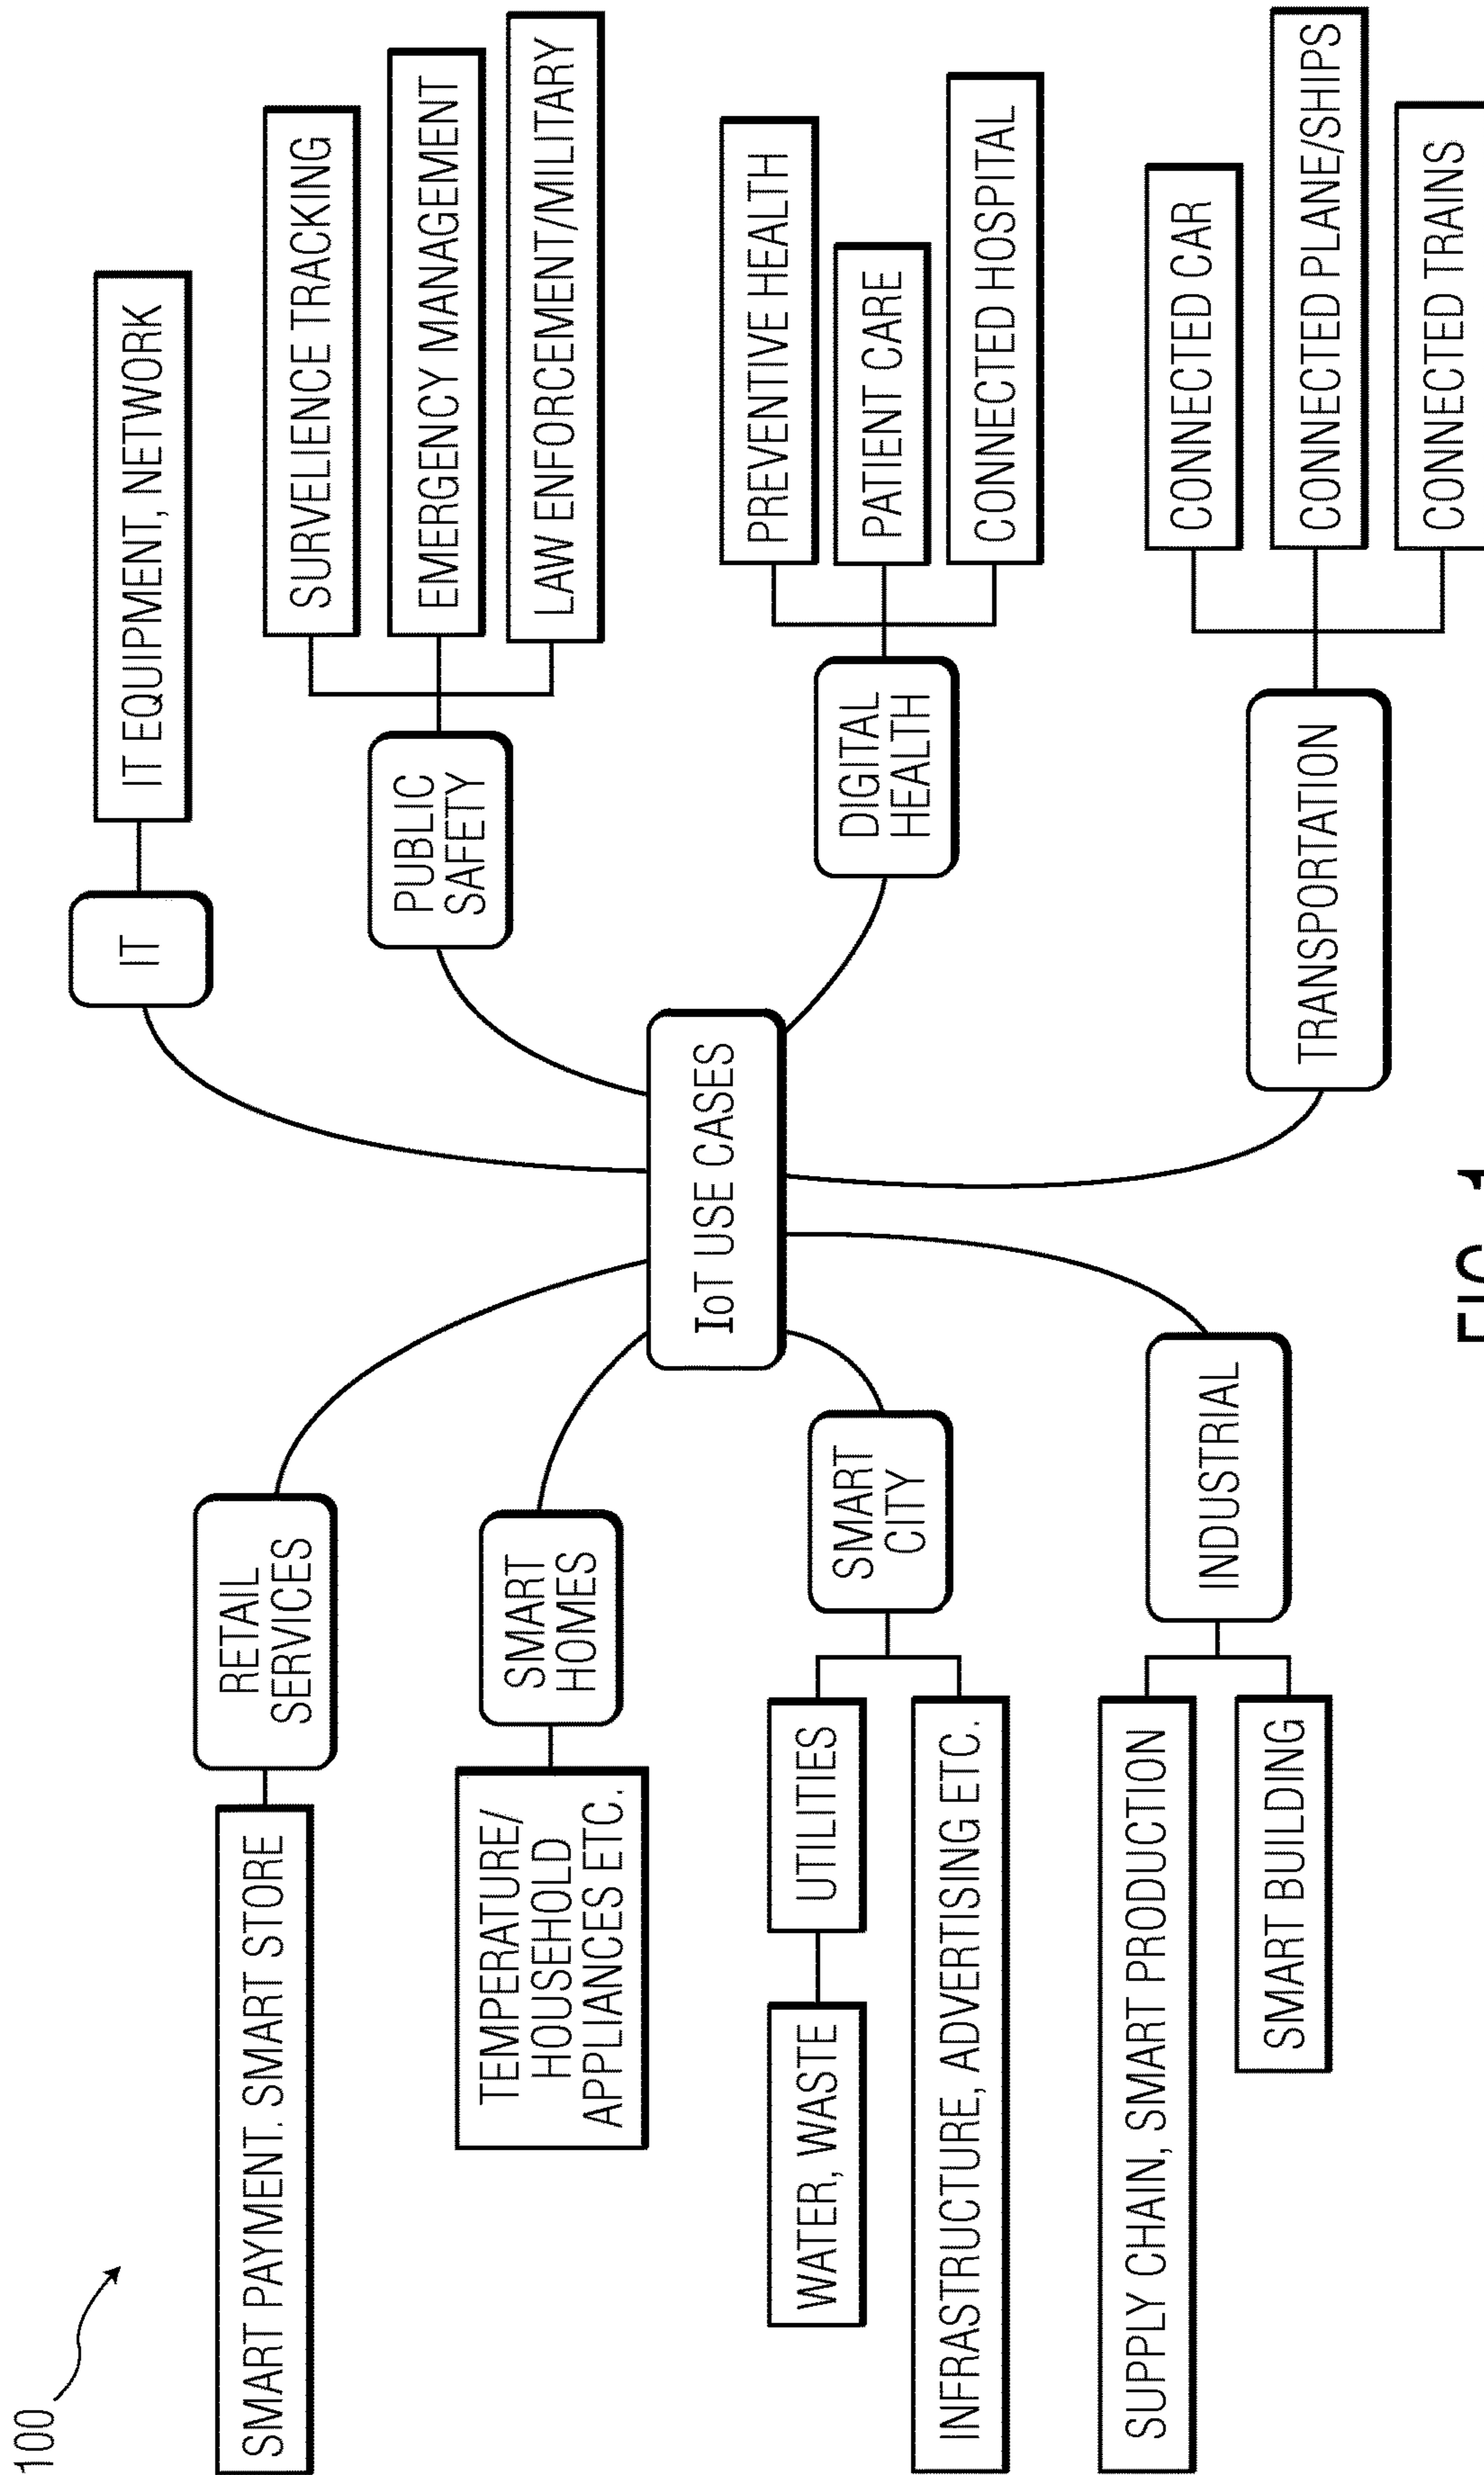 100
SMART PAYMENT. SMART STORE
RETAIL
SERVICES
TEMPERATURE/
HOUSEHOLD
APPLIANCES ETC.
SMART
HOMES
WATER, WASTE
UTILITIES
INFRASTRUCTURE, ADVERTISING ETC.
SMART
CITY
SUPPLY CHAIN, SMART PRODUCTION
SMART BUILDING
INDUSTRIAL
IoT USE CASES
IT
IT EQUIPMENT, NETWORK
PUBLIC
SAFETY
SURVELIENCE TRACKING
EMERGENCY MANAGEMENT
LAW ENFORCEMENT/MILITARY
DIGITAL
HEALTH
PREVENTIVE HEALTH
PATIENT CARE
CONNECTED HOSPITAL
TRANSPORTATION
CONNECTED CAR
CONNECTED PLANE/SHIPS
CONNECTED TRAINS